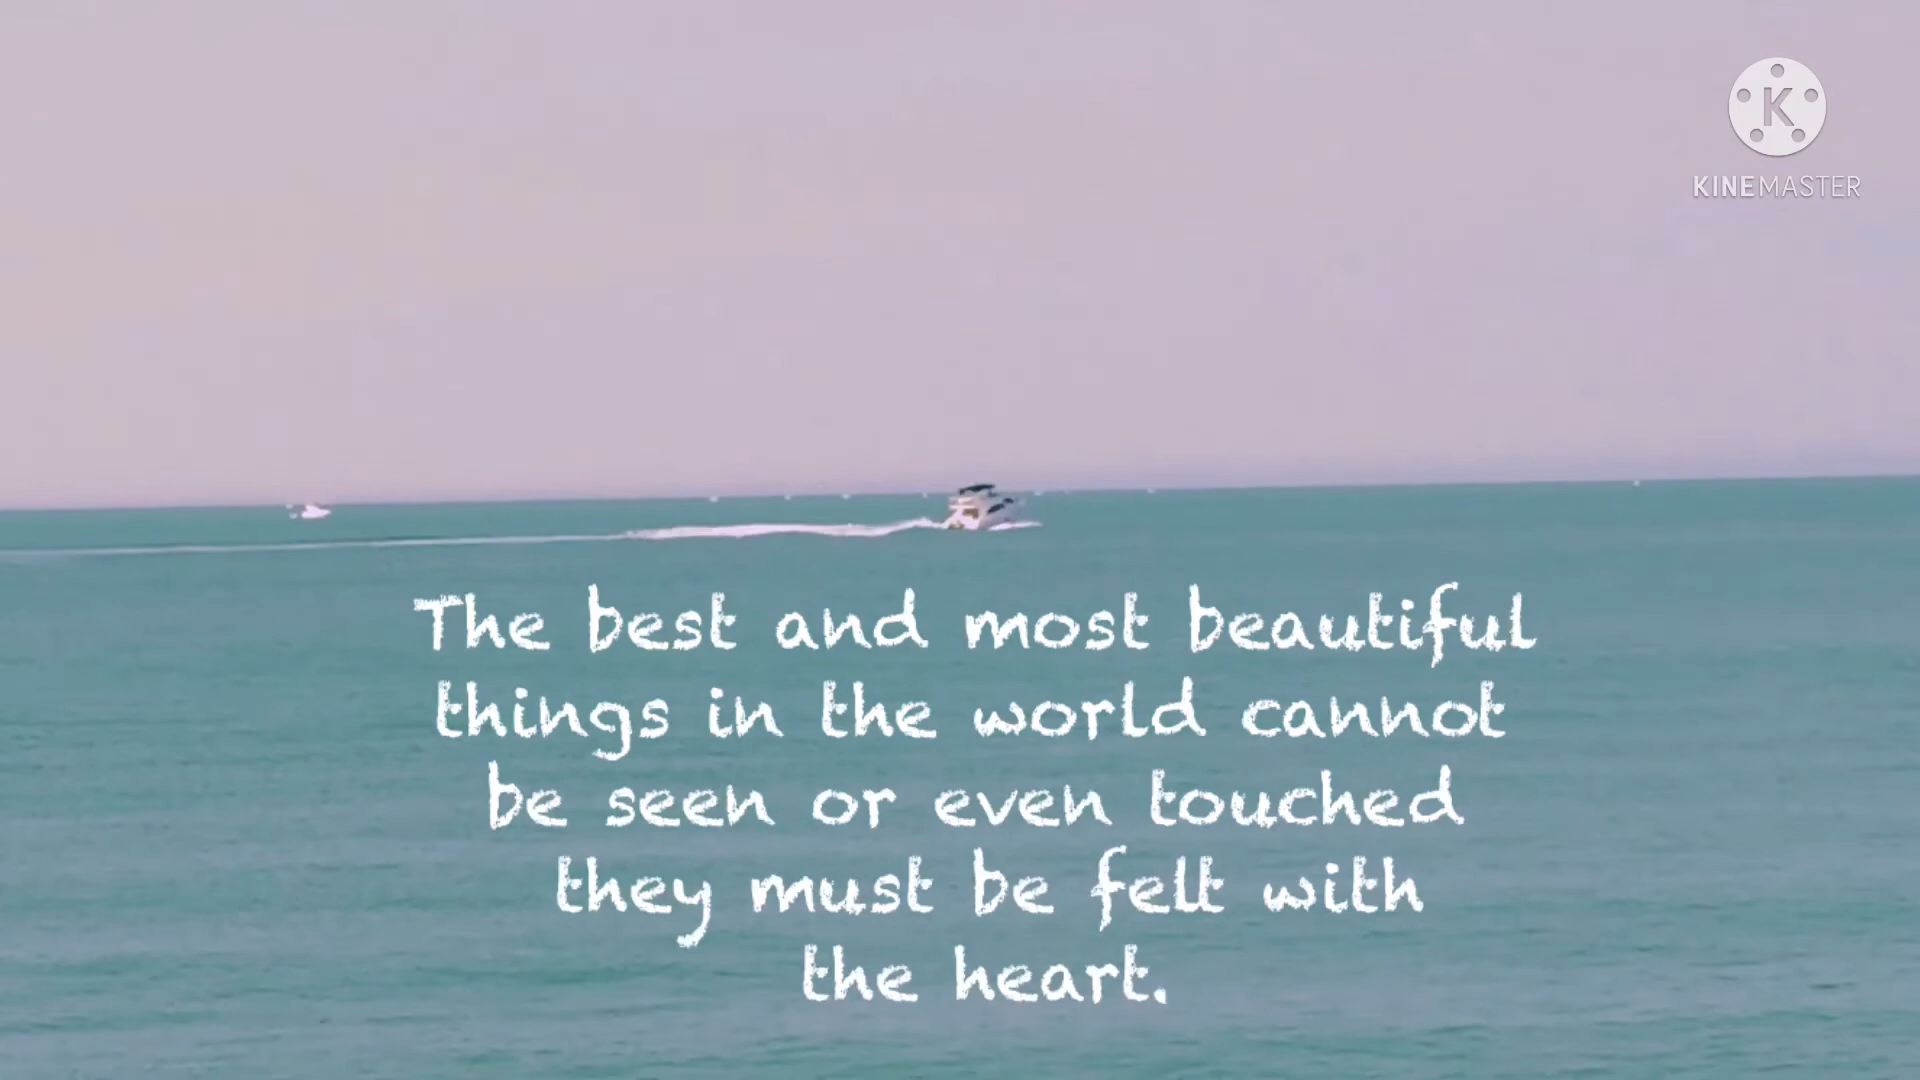 K
KINEMASTER
The best and most beautiful
things in the world cannot
be seen or even touched
they must be felt with
the heart.